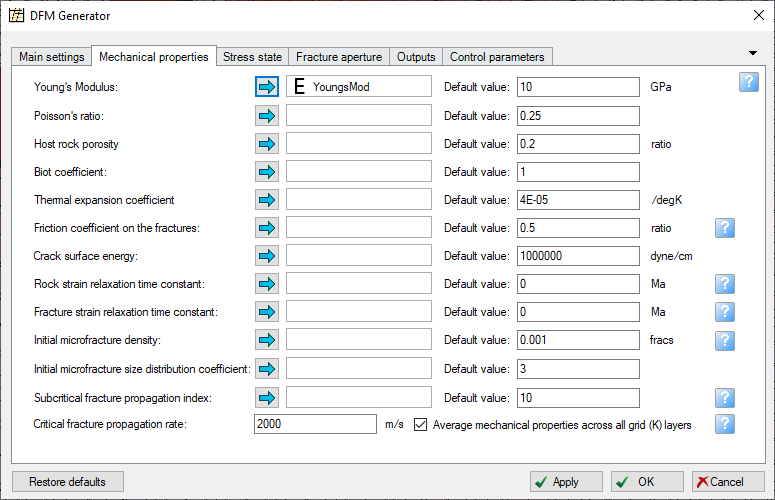 DFM Generator
Main settings Mechanical properties Stress state Fracture aperture Outputs Control parameters
Young's Modulus: E YoungsMod Default value: 10 GPa ?
Poisson's ratio: Default value: 0.25
Host rock porosity Default value: 0.2 ratio
Biot coefficient: Default value: 1
Thermal expansion coefficient Default value: 4E-05 /degK
Friction coefficient on the fractures: Default value: 0.5 ratio ?
Crack surface energy: Default value: 1000000 dyne/cm
Rock strain relaxation time constant: Default value: 0 Ma ?
Fracture strain relaxation time constant: Default value: 0 Ma ?
Initial microfracture density: Default value: 0.001 fracs ?
Initial microfracture size distribution coefficient: Default value: 3
Subcritical fracture propagation index: Default value: 10 ?
Critical fracture propagation rate: 2000 m/s Average mechanical properties across all grid (K) layers ?
Restore defaults Apply OK Cancel